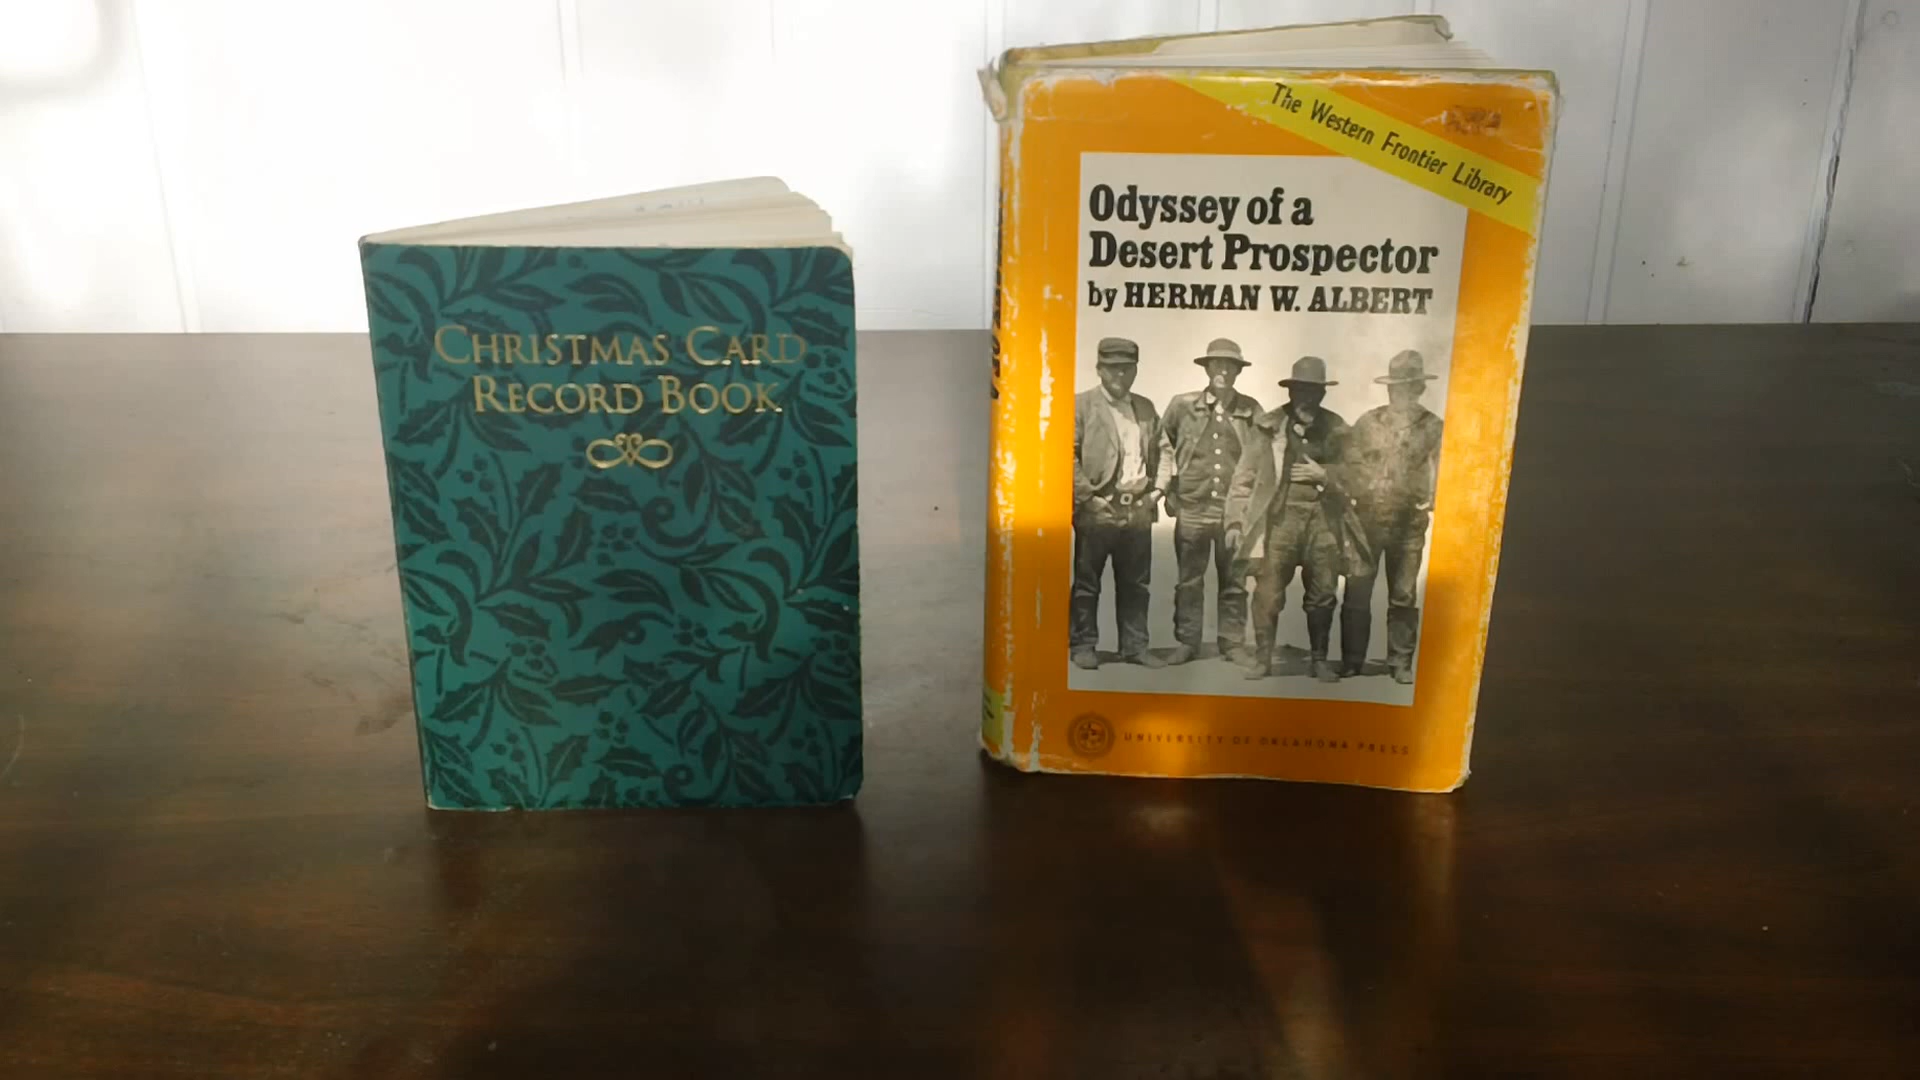 CHRISTMAS CARD
RECORD BOOK
The Western Frontier Library
Odyssey of a
Desert Prospector
by HERMAN W. ALBERT
UNIVERSITY OF OKLAHOMA PRESS